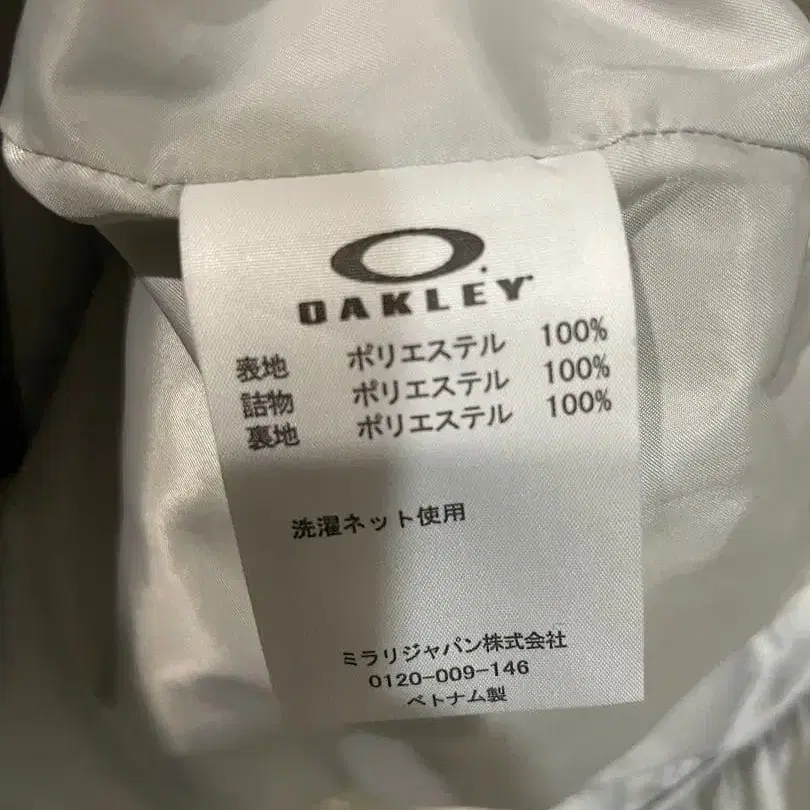 OAKLEY
表地 ポリエステル 100%
詰物 ポリエステル 100%
裏地 ポリエステル 100%
洗濯ネット使用
ミラリジャパン株式会社
0120-009-146
ベトナム製